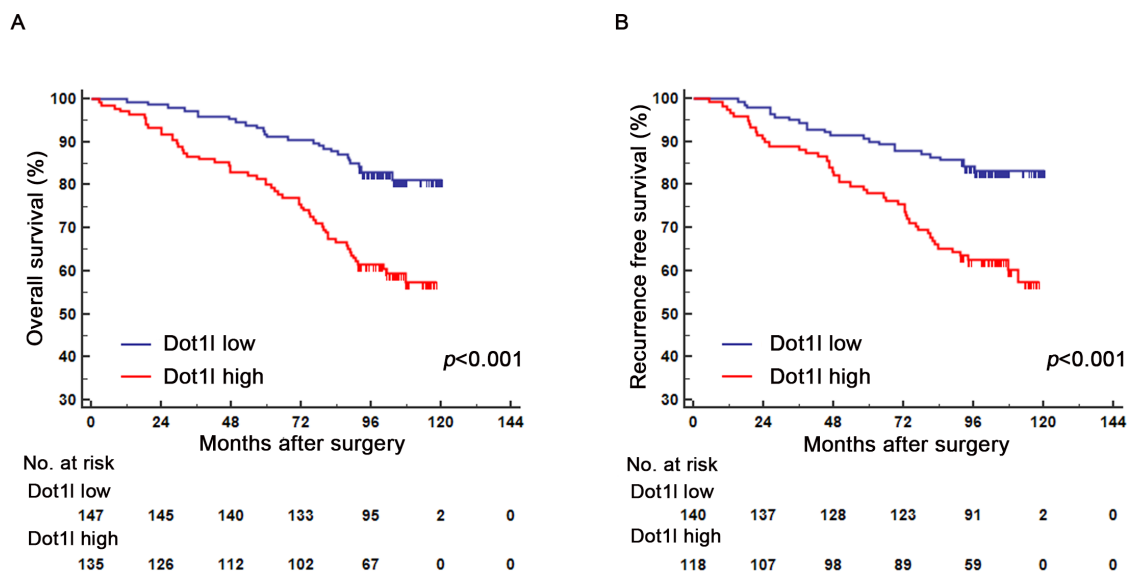 A
Overall survival (%)
100
90
80
70
60
50
40
30
Dot1l low
Dot1l high
p<0.001
0 24 48 72 96 120 144
Months after surgery
No. at risk
Dot1l low
147 145 140 133 95 2 0
Dot1l high
135 126 112 102 67 0 0
B
Recurrence free survival (%)
100
90
80
70
60
50
40
30
Dot1l low
Dot1l high
p<0.001
0 24 48 72 96 120 144
Months after surgery
No. at risk
Dot1l low
140 137 128 123 91 2 0
Dot1l high
118 107 98 89 59 0 0